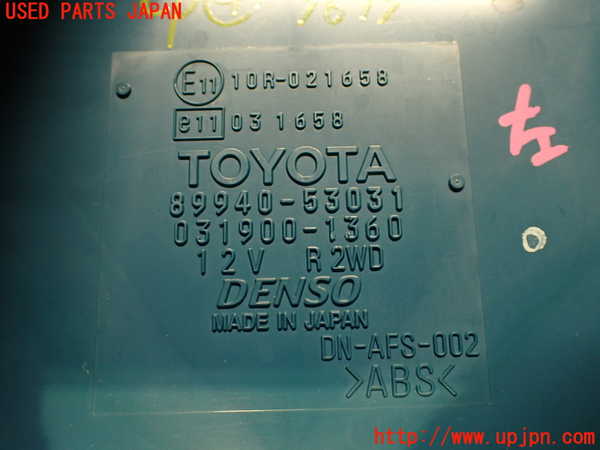 USED PARTS JAPAN
E11 10R-021658
e11 031658
TOYOTA
89940-53031
031900-1360
12V R2WD
DENSO
MADE IN JAPAN
DN-AFS-002
>ABS<
http://www.upjpn.com